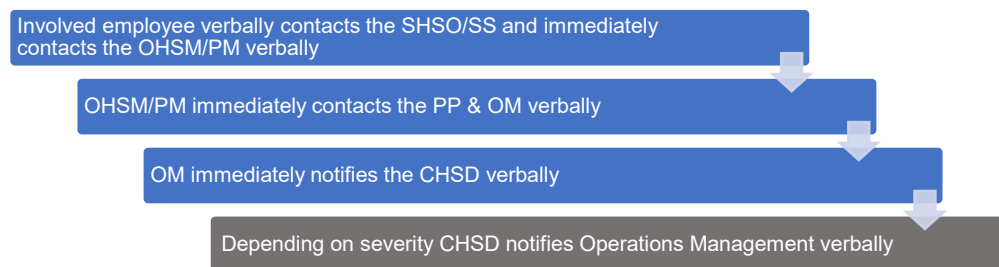 Involved employee verbally contacts the SHSO/SS and immediately
contacts the OHSM/PM verbally
OHSM/PM immediately contacts the PP & OM verbally
OM immediately notifies the CHSD verbally
Depending on severity CHSD notifies Operations Management verbally